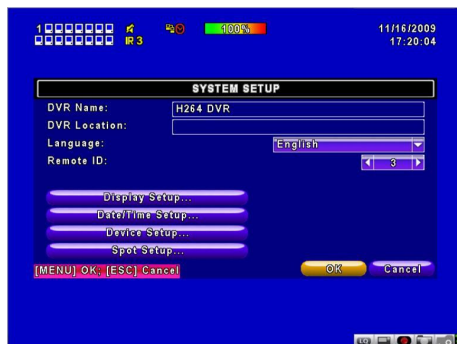 1 100% 11/16/2009
IR 3 17:20:04
SYSTEM SETUP
DVR Name: H264 DVR
DVR Location:
Language: English
Remote ID: 3
Display Setup...
Date/Time Setup...
Device Setup...
Spot Setup...
[MENU] OK; [ESC] Cancel
OK Cancel